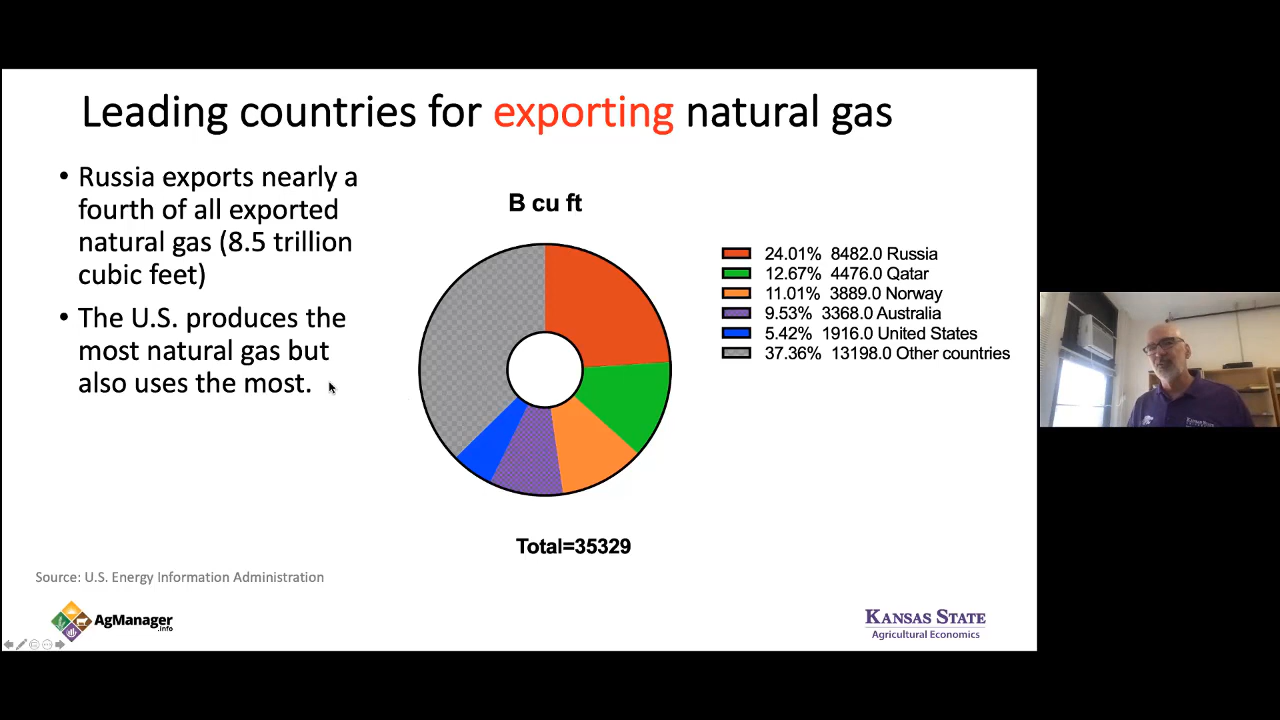 Leading countries for exporting natural gas
• Russia exports nearly a
fourth of all exported
natural gas (8.5 trillion
cubic feet)
• The U.S. produces the
most natural gas but
also uses the most.
B cu ft
24.01% 8482.0 Russia
12.67% 4476.0 Qatar
11.01% 3889.0 Norway
9.53% 3368.0 Australia
5.42% 1916.0 United States
37.36% 13198.0 Other countries
Total=35329
Source: U.S. Energy Information Administration
AgManager
.info
KANSAS STATE
Agricultural Economics